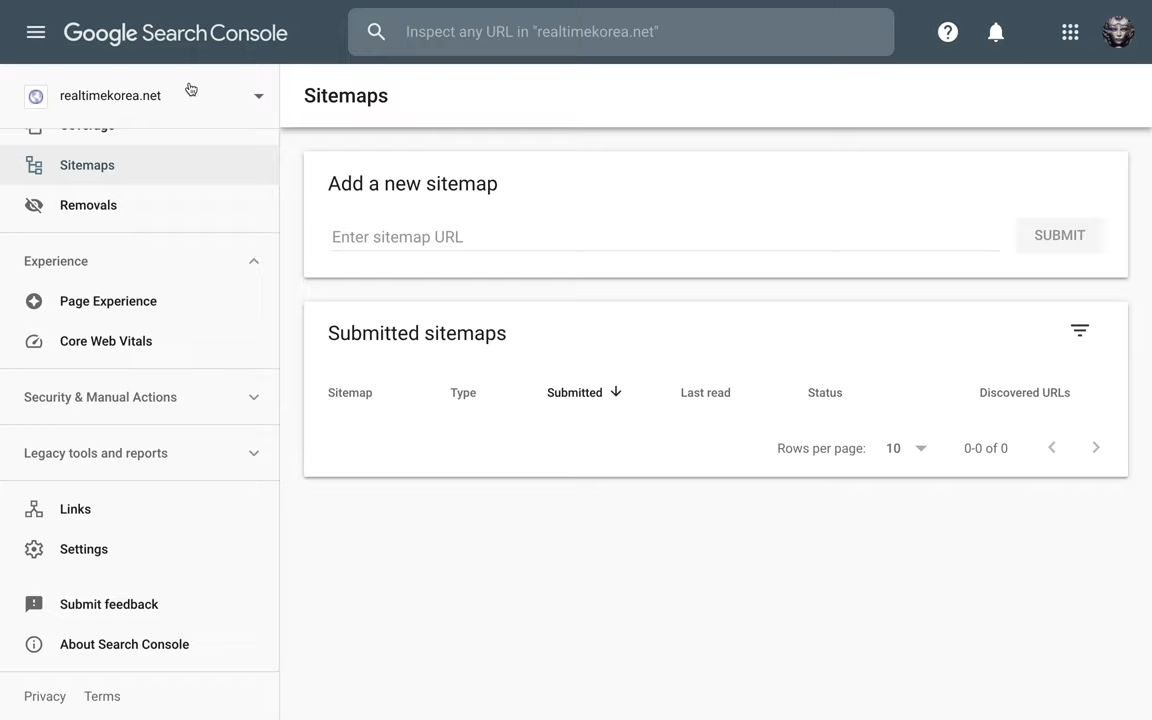 Google Search Console
Inspect any URL in "realtimekorea.net"
realtimekorea.net
Coverage
Sitemaps
Removals
Experience
Page Experience
Core Web Vitals
Security & Manual Actions
Legacy tools and reports
Links
Settings
Submit feedback
About Search Console
Privacy Terms
Sitemaps
Add a new sitemap
Enter sitemap URL
SUBMIT
Submitted sitemaps
Sitemap Type Submitted Last read Status Discovered URLs
Rows per page: 10 0-0 of 0